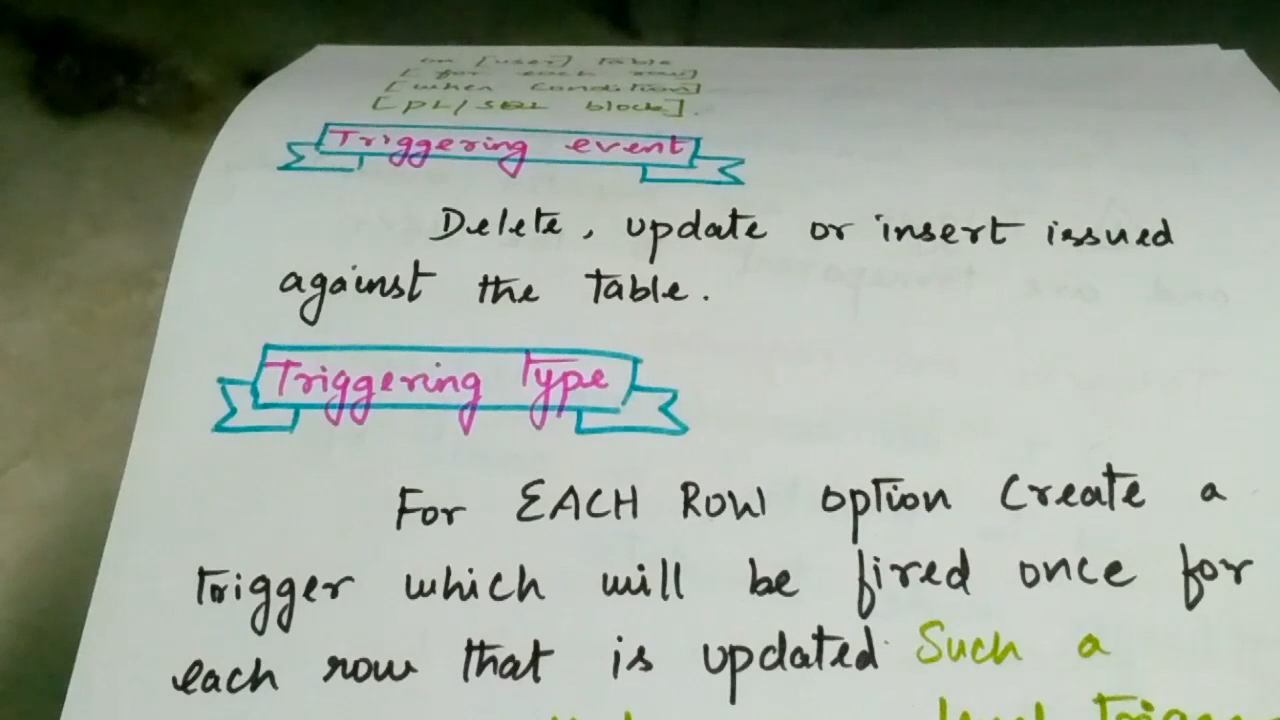 on [user] Table
[for each row]
[when condition]
[PL/SQL block].
Triggering event
Delete, update or insert issued
against the Table.
Triggering Type
For EACH ROW option Create a
Trigger which will be fired once for
each row that is updated. Such a
level Trigger